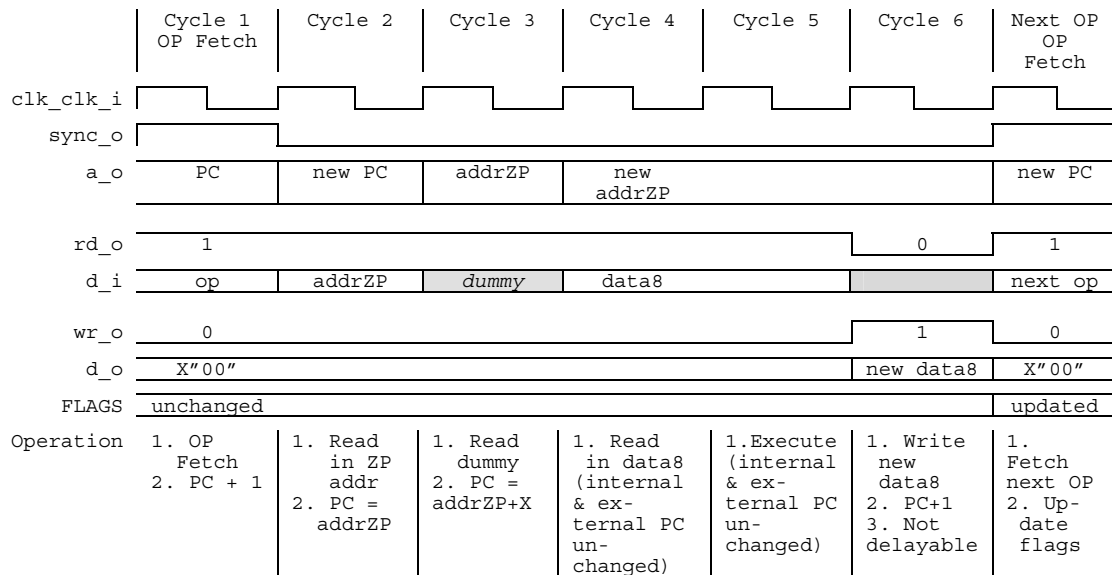 Cycle 1 Cycle 2 Cycle 3 Cycle 4 Cycle 5 Cycle 6 Next OP
OP Fetch OP
Fetch
clk_clk_i
sync_o
a_o PC new PC addrZP new new PC
addrZP
rd_o 1 0 1
d_i op addrZP dummy data8 next op
wr_o 0 1 0
d_o X"00" new data8 X"00"
FLAGS unchanged updated
Operation 1. OP 1. Read 1. Read 1. Read 1.Execute 1. Write 1.
Fetch in ZP dummy in data8 (internal new Fetch
2. PC + 1 addr 2. PC = (internal & ex- data8 next OP
2. PC = addrZP+X & ex- ternal PC 2. PC+1 2. Up-
addrZP ternal PC un- 3. Not date
un- changed) delayable flags
changed)